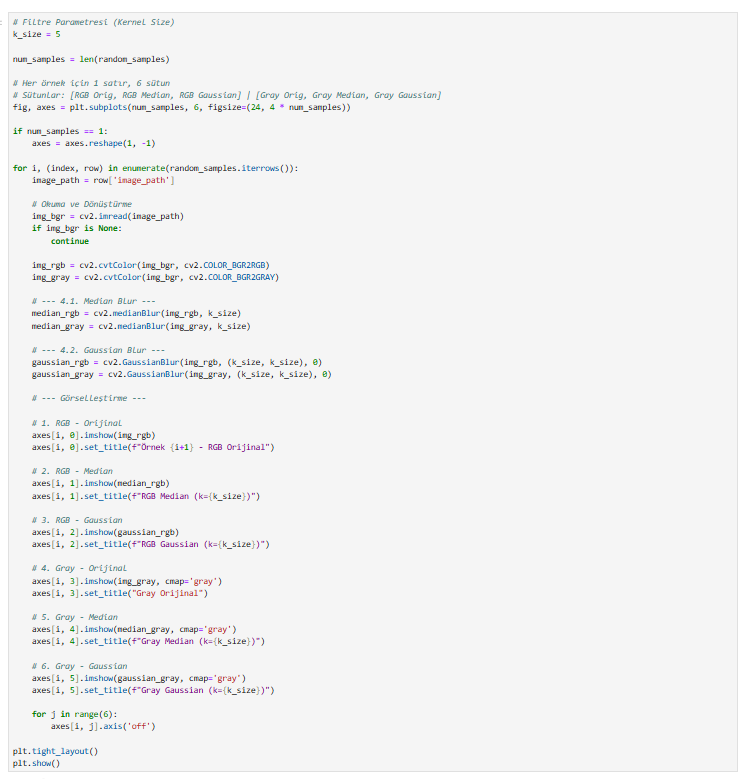 # Filtre Parametresi (Kernel Size)
k_size = 5
num_samples = len(random_samples)
# Her örnek için 1 satır, 6 sütun
# Sütunlar: [RGB Orig, RGB Median, RGB Gaussian] | [Gray Orig, Gray Median, Gray Gaussian]
fig, axes = plt.subplots(num_samples, 6, figsize=(24, 4 * num_samples))
if num_samples == 1:
    axes = axes.reshape(1, -1)
for i, (index, row) in enumerate(random_samples.iterrows()):
    image_path = row['image_path']
    # Okuma ve Dönüştürme
    img_bgr = cv2.imread(image_path)
    if img_bgr is None:
        continue
    img_rgb = cv2.cvtColor(img_bgr, cv2.COLOR_BGR2RGB)
    img_gray = cv2.cvtColor(img_bgr, cv2.COLOR_BGR2GRAY)
    # --- 4.1. Median Blur ---
    median_rgb = cv2.medianBlur(img_rgb, k_size)
    median_gray = cv2.medianBlur(img_gray, k_size)
    # --- 4.2. Gaussian Blur ---
    gaussian_rgb = cv2.GaussianBlur(img_rgb, (k_size, k_size), 0)
    gaussian_gray = cv2.GaussianBlur(img_gray, (k_size, k_size), 0)
    # --- Görselleştirme ---
    # 1. RGB - Orijinal
    axes[i, 0].imshow(img_rgb)
    axes[i, 0].set_title(f"Örnek {i+1} - RGB Orijinal")
    # 2. RGB - Median
    axes[i, 1].imshow(median_rgb)
    axes[i, 1].set_title(f"RGB Median (k={k_size})")
    # 3. RGB - Gaussian
    axes[i, 2].imshow(gaussian_rgb)
    axes[i, 2].set_title(f"RGB Gaussian (k={k_size})")
    # 4. Gray - Orijinal
    axes[i, 3].imshow(img_gray, cmap='gray')
    axes[i, 3].set_title("Gray Orijinal")
    # 5. Gray - Median
    axes[i, 4].imshow(median_gray, cmap='gray')
    axes[i, 4].set_title(f"Gray Median (k={k_size})")
    # 6. Gray - Gaussian
    axes[i, 5].imshow(gaussian_gray, cmap='gray')
    axes[i, 5].set_title(f"Gray Gaussian (k={k_size})")
    for j in range(6):
        axes[i, j].axis('off')
plt.tight_layout()
plt.show()